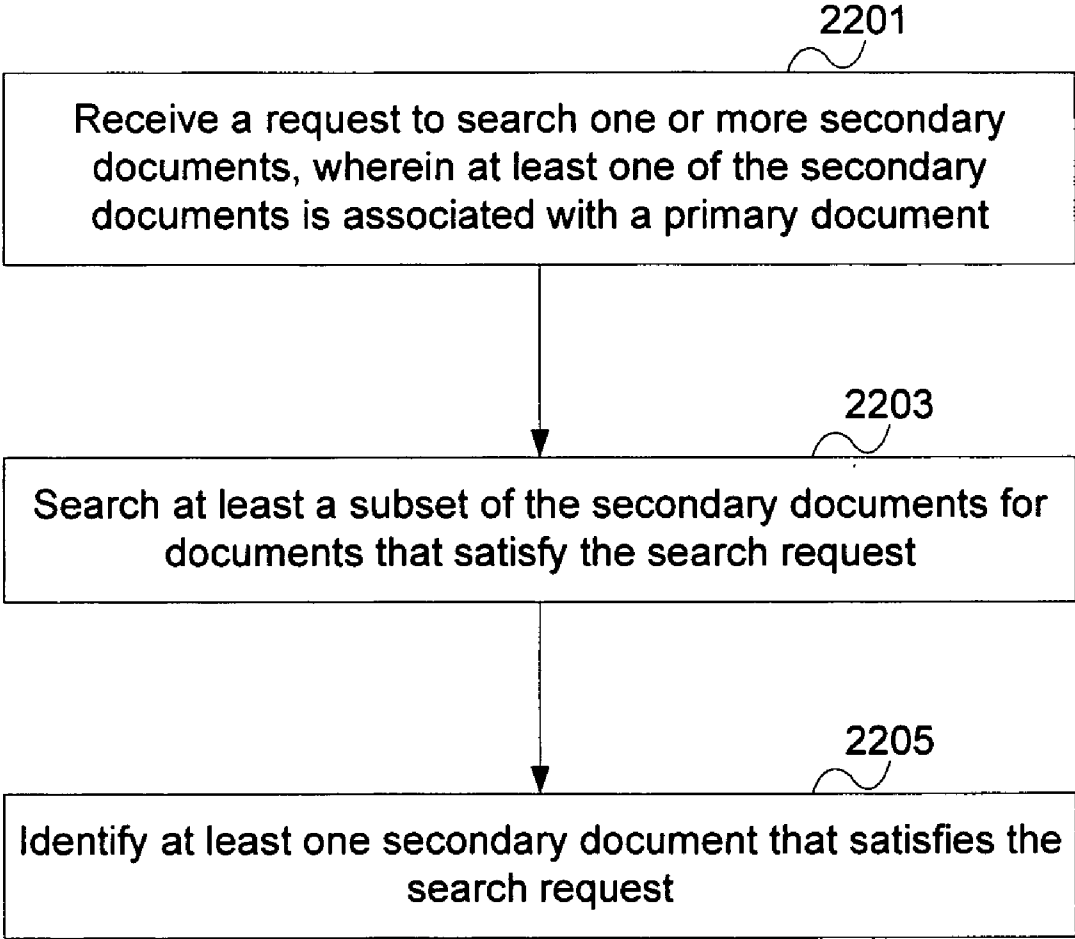 2201
Receive a request to search one or more secondary
documents, wherein at least one of the secondary
documents is associated with a primary document
2203
Search at least a subset of the secondary documents for
documents that satisfy the search request
2205
Identify at least one secondary document that satisfies the
search request